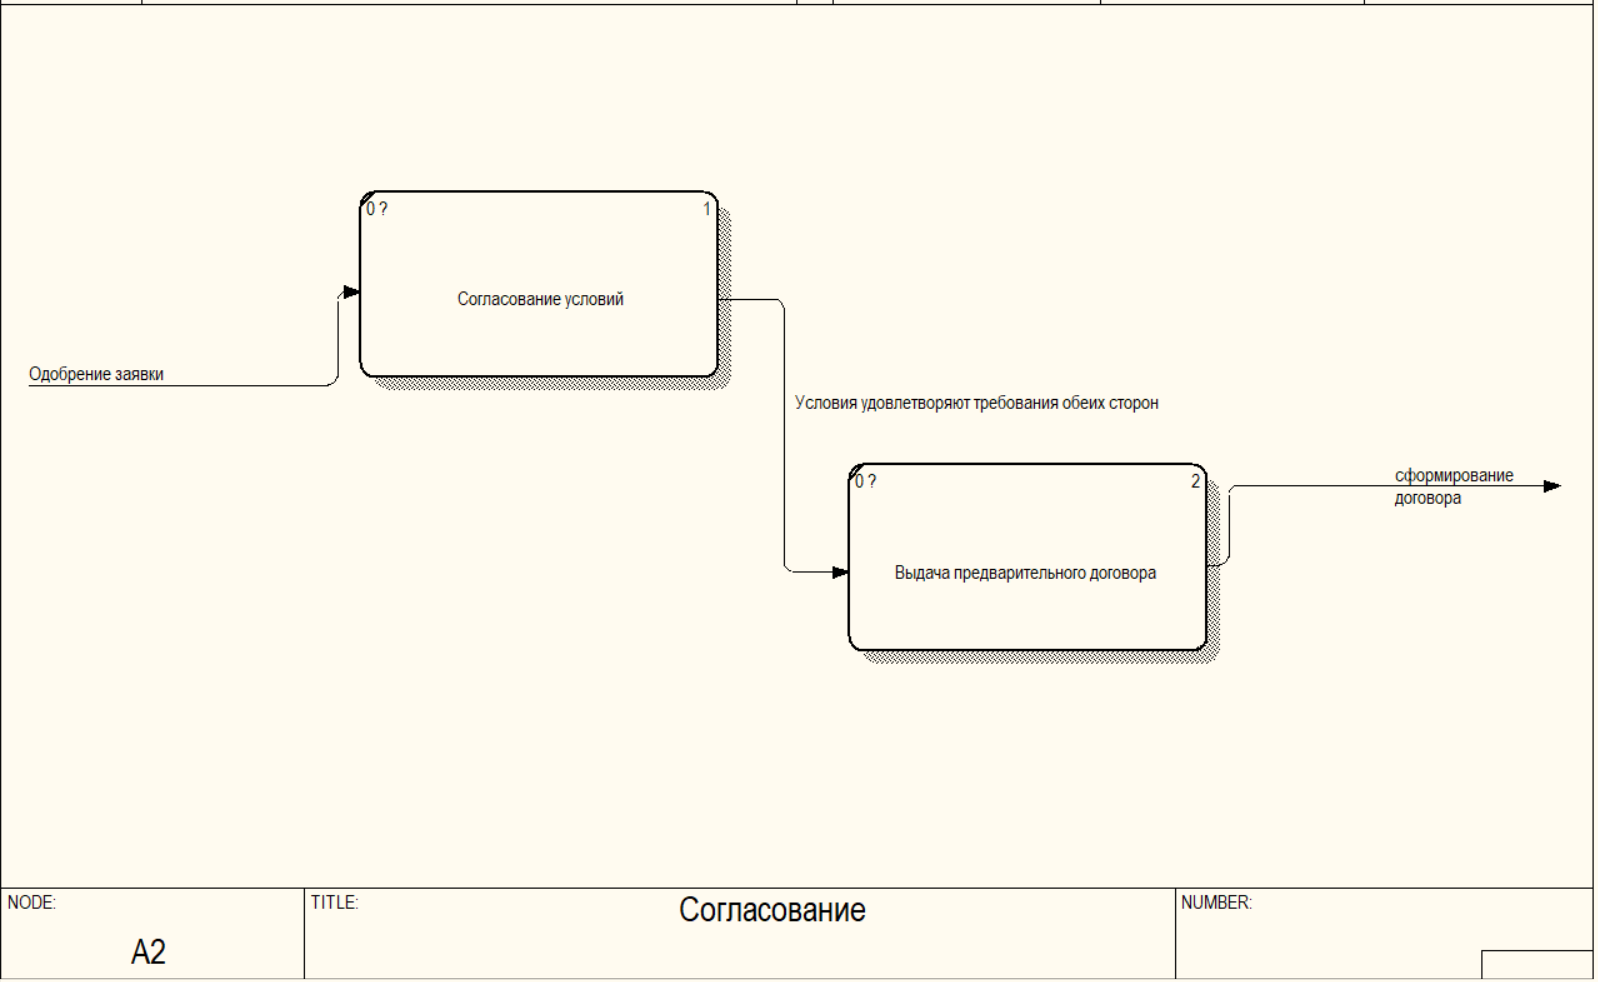 0 ?
1
Согласование условий
Одобрение заявки
Условия удовлетворяют требования обеих сторон
0 ?
2
сформирование
договора
Выдача предварительного договора
NODE:
TITLE:
Согласование
NUMBER:
A2